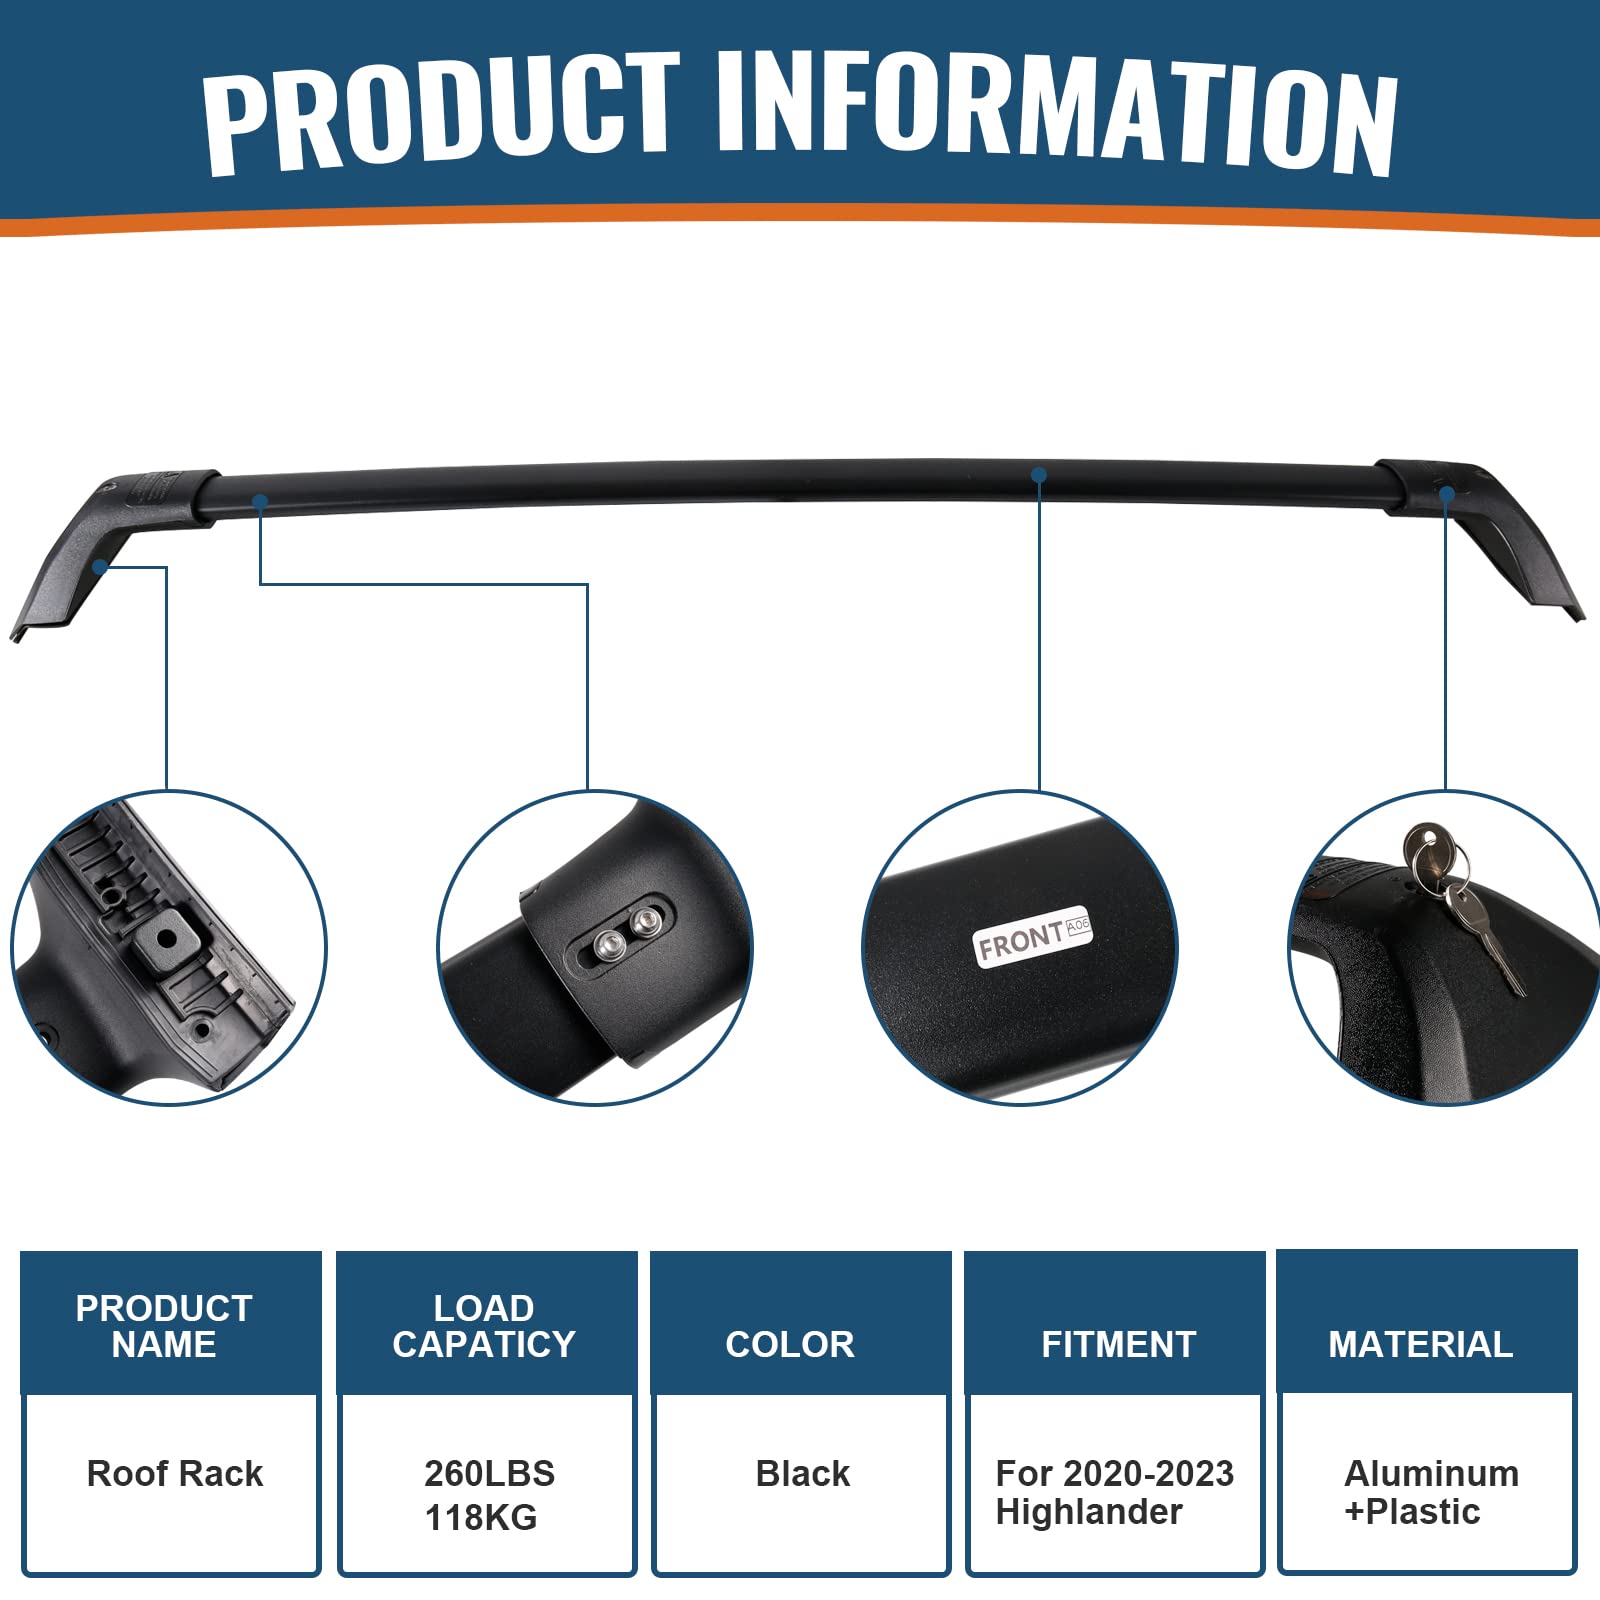 PRODUCT INFORMATION
FRONT A06
PRODUCT
NAME
LOAD
CAPATICY
COLOR
FITMENT
MATERIAL
Roof Rack
260LBS
118KG
Black
For 2020-2023
Highlander
Aluminum
+Plastic